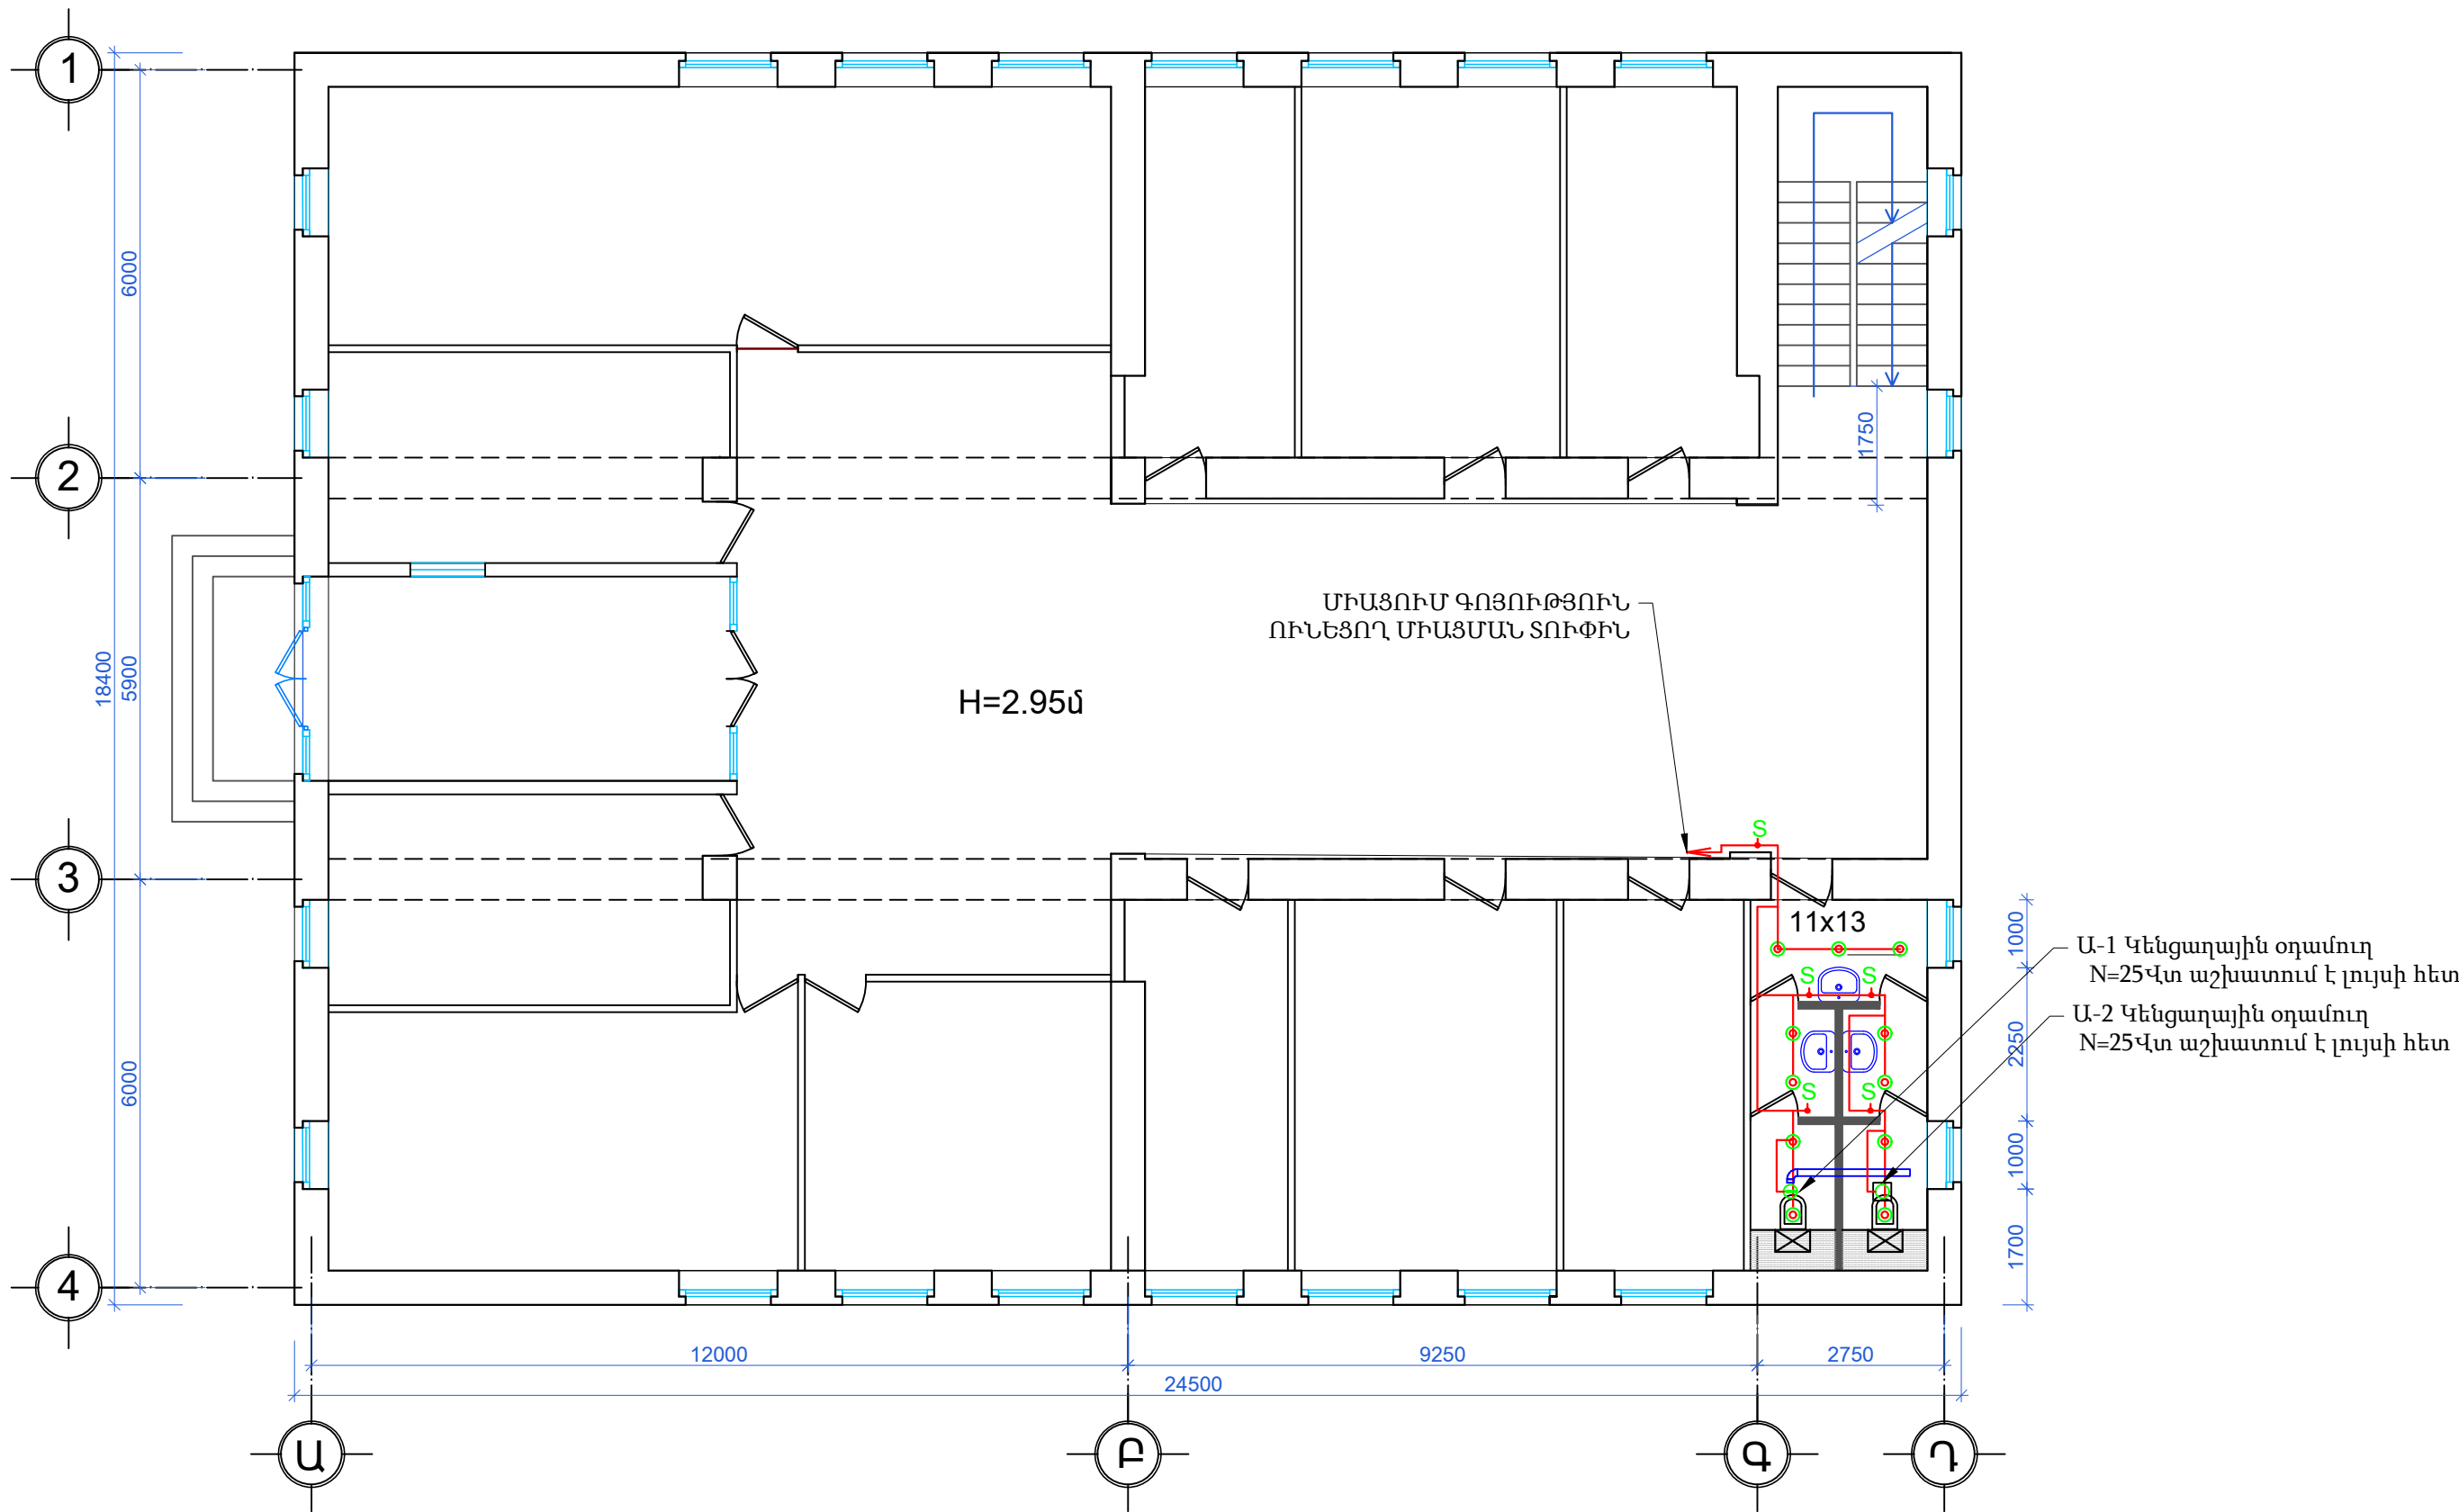 1
2
3
4
6000
5900
6000
18400
1750
ՄԻԱՑՈՒՄ ԳՈՅՈՒԹՅՈՒՆ
ՈՒՆԵՑՈՂ ՄԻԱՑՄԱՆ ՏՈՒՓԻՆ
H=2.95մ
S
11x13
S S
S S
1000
2250
1000
1700
Ա-1 Կենցաղային օդամուղ
N=25Վտ աշխատում է լույսի հետ
Ա-2 Կենցաղային օդամուղ
N=25Վտ աշխատում է լույսի հետ
12000
9250
2750
24500
Ա
Բ
Գ
Դ